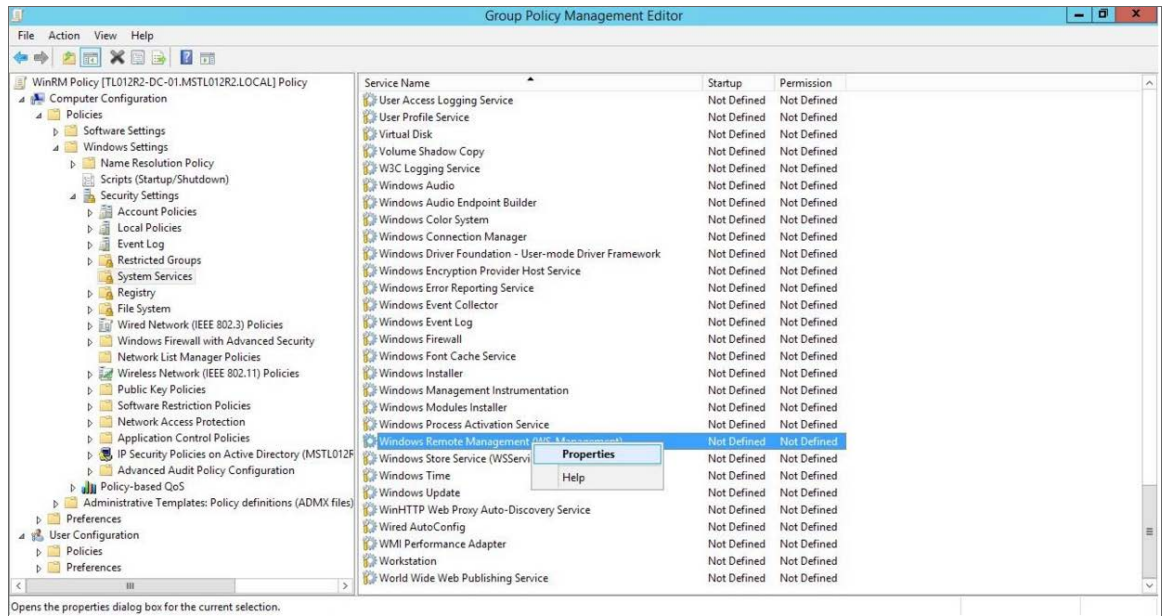 Group Policy Management Editor
File Action View Help
WinRM Policy [TL012R2-DC-01.MSTL012R2.LOCAL] Policy
Computer Configuration
Policies
Software Settings
Windows Settings
Name Resolution Policy
Scripts (Startup/Shutdown)
Security Settings
Account Policies
Local Policies
Event Log
Restricted Groups
System Services
Registry
File System
Wired Network (IEEE 802.3) Policies
Windows Firewall with Advanced Security
Network List Manager Policies
Wireless Network (IEEE 802.11) Policies
Public Key Policies
Software Restriction Policies
Network Access Protection
Application Control Policies
IP Security Policies on Active Directory (MSTL012R
Advanced Audit Policy Configuration
Policy-based QoS
Administrative Templates: Policy definitions (ADMX files)
Preferences
User Configuration
Policies
Preferences
Service Name Startup Permission
User Access Logging Service Not Defined Not Defined
User Profile Service Not Defined Not Defined
Virtual Disk Not Defined Not Defined
Volume Shadow Copy Not Defined Not Defined
W3C Logging Service Not Defined Not Defined
Windows Audio Not Defined Not Defined
Windows Audio Endpoint Builder Not Defined Not Defined
Windows Color System Not Defined Not Defined
Windows Connection Manager Not Defined Not Defined
Windows Driver Foundation - User-mode Driver Framework Not Defined Not Defined
Windows Encryption Provider Host Service Not Defined Not Defined
Windows Error Reporting Service Not Defined Not Defined
Windows Event Collector Not Defined Not Defined
Windows Event Log Not Defined Not Defined
Windows Firewall Not Defined Not Defined
Windows Font Cache Service Not Defined Not Defined
Windows Installer Not Defined Not Defined
Windows Management Instrumentation Not Defined Not Defined
Windows Modules Installer Not Defined Not Defined
Windows Process Activation Service Not Defined Not Defined
Windows Remote Management (WS-Management) Not Defined Not Defined
Windows Store Service (WSServi Not Defined Not Defined
Windows Time Not Defined Not Defined
Windows Update Not Defined Not Defined
WinHTTP Web Proxy Auto-Discovery Service Not Defined Not Defined
Wired AutoConfig Not Defined Not Defined
WMI Performance Adapter Not Defined Not Defined
Workstation Not Defined Not Defined
World Wide Web Publishing Service Not Defined Not Defined
Properties
Help
Opens the properties dialog box for the current selection.